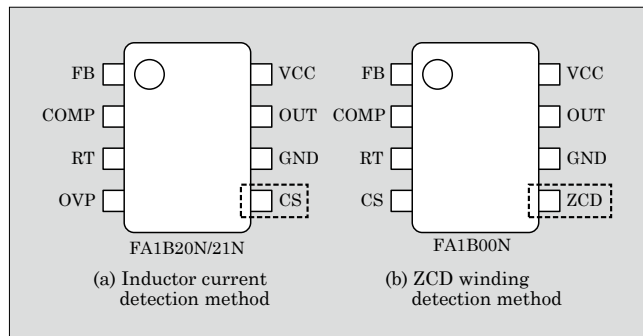 FB
VCC
COMP
OUT
RT
GND
OVP
CS
FA1B20N/21N
(a) Inductor current
detection method
FB
VCC
COMP
OUT
RT
GND
CS
ZCD
FA1B00N
(b) ZCD winding
detection method